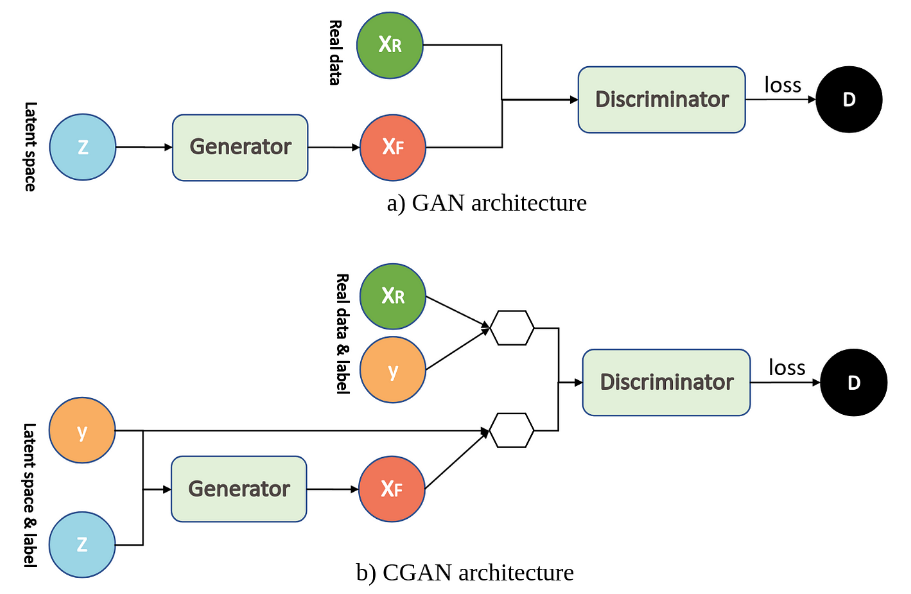 Real data
XR
Latent space
Z
Generator
XF
Discriminator
loss
D
a) GAN architecture
Real data & label
XR
y
Discriminator
loss
D
Latent space & label
y
Z
Generator
XF
b) CGAN architecture